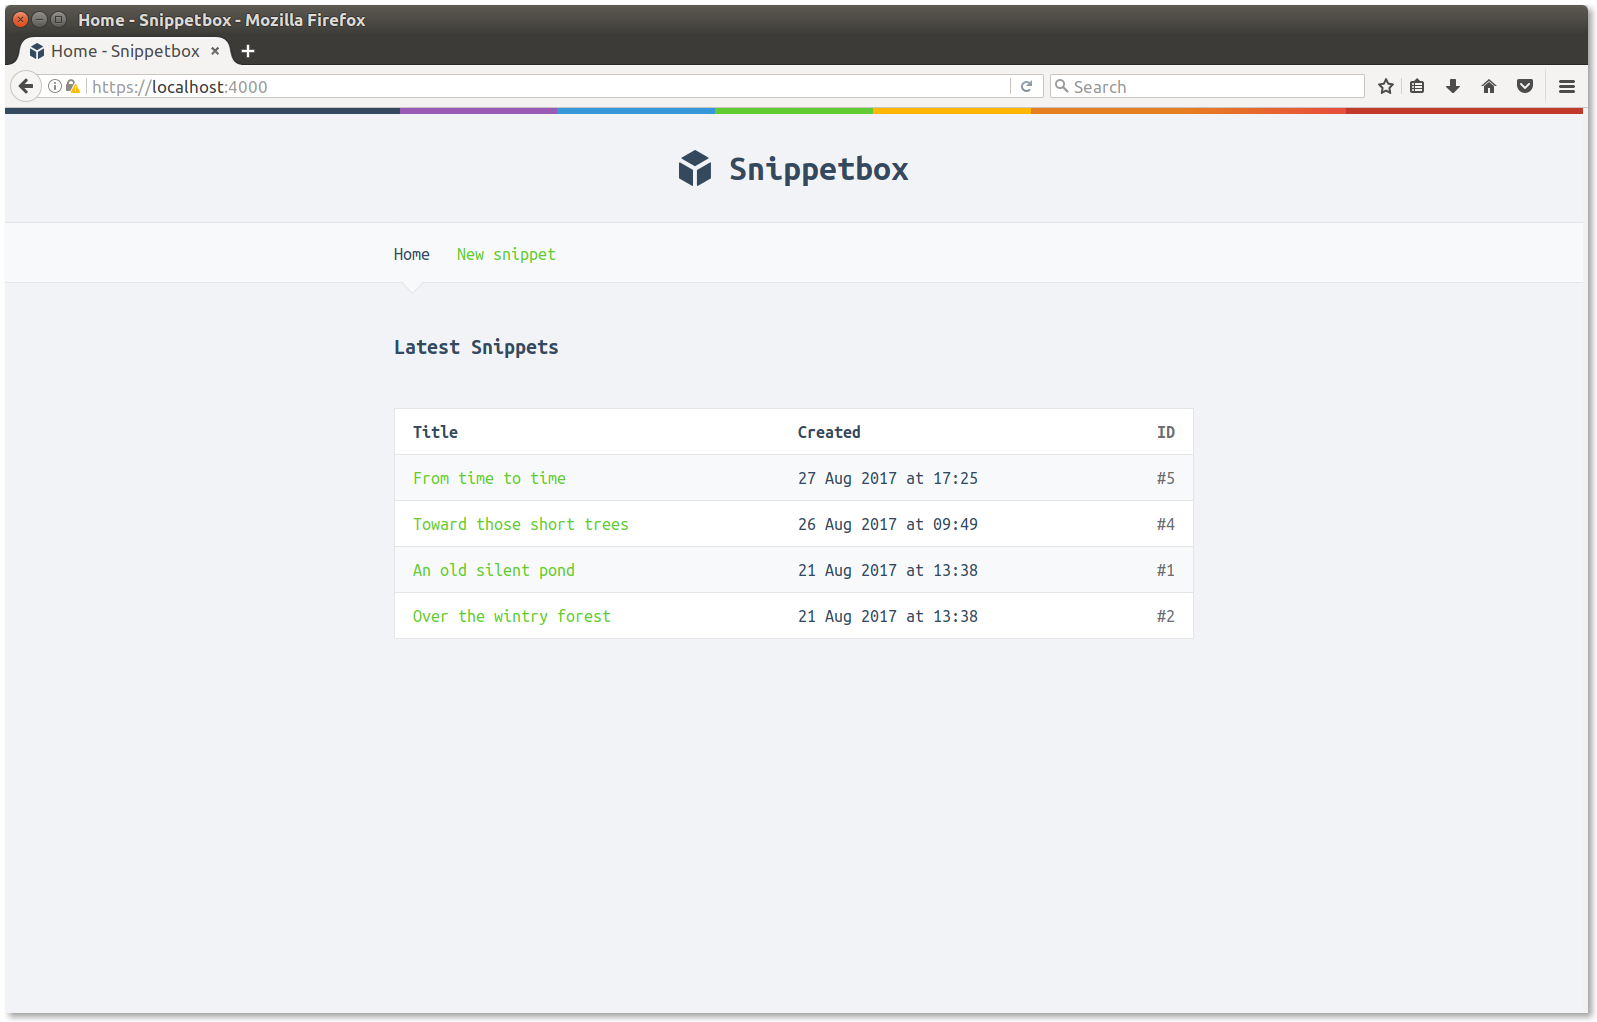 Home - Snippetbox - Mozilla Firefox
Home - Snippetbox
https://localhost:4000
Search
Snippetbox
Home New snippet
Latest Snippets
Title Created ID
From time to time 27 Aug 2017 at 17:25 #5
Toward those short trees 26 Aug 2017 at 09:49 #4
An old silent pond 21 Aug 2017 at 13:38 #1
Over the wintry forest 21 Aug 2017 at 13:38 #2